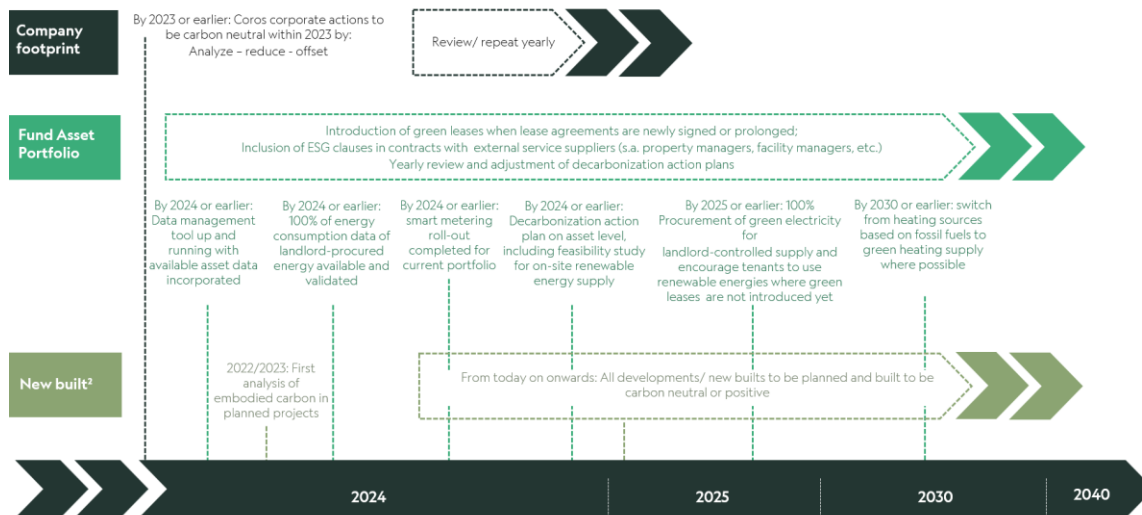 Company
footprint
By 2023 or earlier: Coros corporate actions to
be carbon neutral within 2023 by:
Analyze – reduce - offset
Review/ repeat yearly
Fund Asset
Portfolio
Introduction of green leases when lease agreements are newly signed or prolonged;
Inclusion of ESG clauses in contracts with external service suppliers (s.a. property managers, facility managers, etc.)
Yearly review and adjustment of decarbonization action plans
By 2024 or earlier:
Data management
tool up and
running with
available asset data
incorporated
By 2024 or earlier:
100% of energy
consumption data of
landlord-procured
energy available and
validated
By 2024 or earlier:
smart metering
roll-out
completed for
current portfolio
By 2024 or earlier:
Decarbonization action
plan on asset level,
including feasibility study
for on-site renewable
energy supply
By 2025 or earlier: 100%
Procurement of green electricity
for
landlord-controlled supply and
encourage tenants to use
renewable energies where green
leases are not introduced yet
By 2030 or earlier: switch
from heating sources
based on fossil fuels to
green heating supply
where possible
New built²
2022/2023: First
analysis of
embodied carbon in
planned projects
From today on onwards: All developments/ new builts to be planned and built to be
carbon neutral or positive
2024
2025
2030
2040